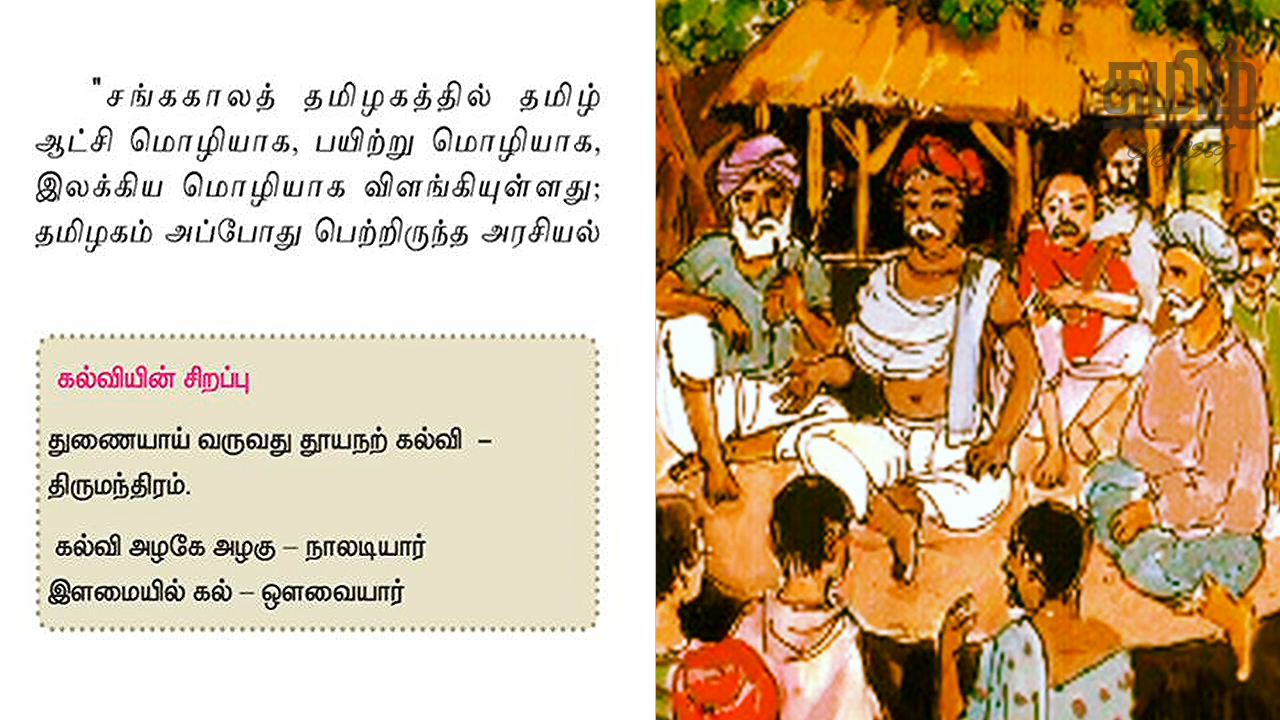 "சங்ககாலத் தமிழகத்தில் தமிழ்
ஆட்சி மொழியாக, பயிற்று மொழியாக,
இலக்கிய மொழியாக விளங்கியுள்ளது;
தமிழகம் அப்போது பெற்றிருந்த அரசியல்
கல்வியின் சிறப்பு
துணையாய் வருவது தூயநற் கல்வி –
திருமந்திரம்.
கல்வி அழகே அழகு – நாலடியார்
இளமையில் கல் – ஔவையார்
தமிழ்